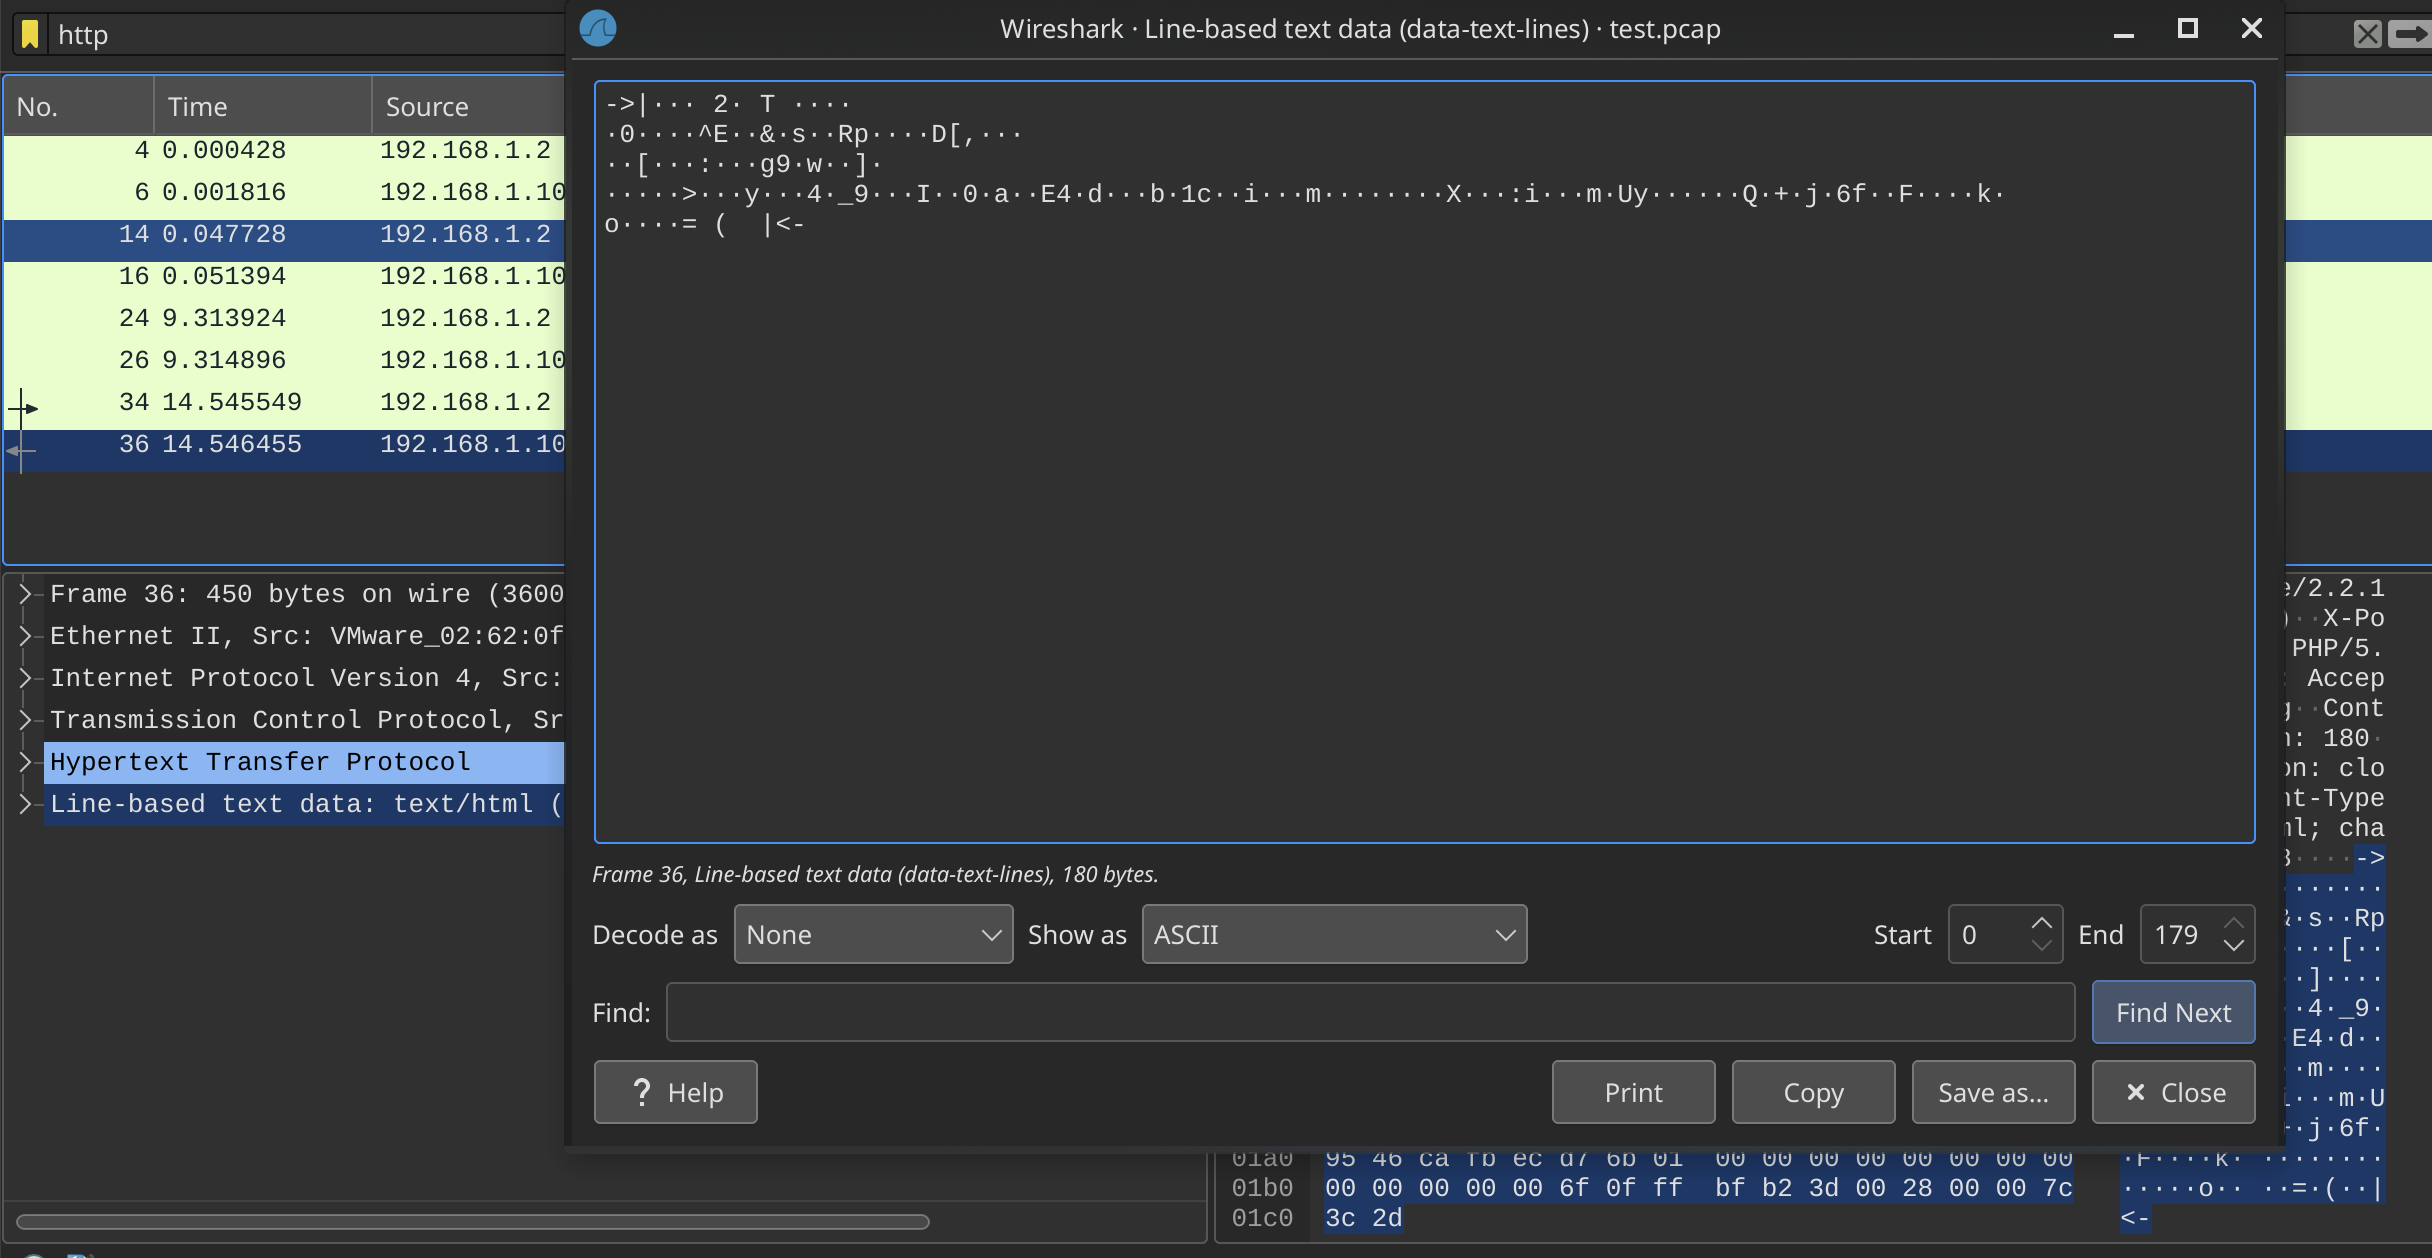 http
Wireshark · Line-based text data (data-text-lines) · test.pcap
No. Time Source
4 0.000428 192.168.1.2
6 0.001816 192.168.1.10
14 0.047728 192.168.1.2
16 0.051394 192.168.1.10
24 9.313924 192.168.1.2
26 9.314896 192.168.1.10
34 14.545549 192.168.1.2
36 14.546455 192.168.1.10
->|··· 2· T ····
·0····^E··&·s··Rp····D[,···
··[···:···g9·w··]·
·····>···y···4·_9···I··0·a··E4·d···b·1c··i···m········X···:i···m·Uy······Q·+·j·6f··F····k·
o····= (  |<-
Frame 36, Line-based text data (data-text-lines), 180 bytes.
Decode as None Show as ASCII Start 0 End 179
Find: Find Next
? Help Print Copy Save as... Close
Frame 36: 450 bytes on wire (3600
Ethernet II, Src: VMware_02:62:0f
Internet Protocol Version 4, Src:
Transmission Control Protocol, Sr
Hypertext Transfer Protocol
Line-based text data: text/html (
e/2.2.1
)··X-Po
PHP/5.
: Accep
g··Cont
n: 180·
on: clo
nt-Type
ml; cha
····->
·······
&·s··Rp
····[··
··]····
·4·_9·
E4·d··
··m····
i···m·U
·j·6f·
01a0 95 46 ca fb ec d7 6b 01 00 00 00 00 00 00 00 00 ·F····k· ········
01b0 00 00 00 00 00 6f 0f ff bf b2 3d 00 28 00 00 7c ·····o·· ··=·(··|
01c0 3c 2d <-